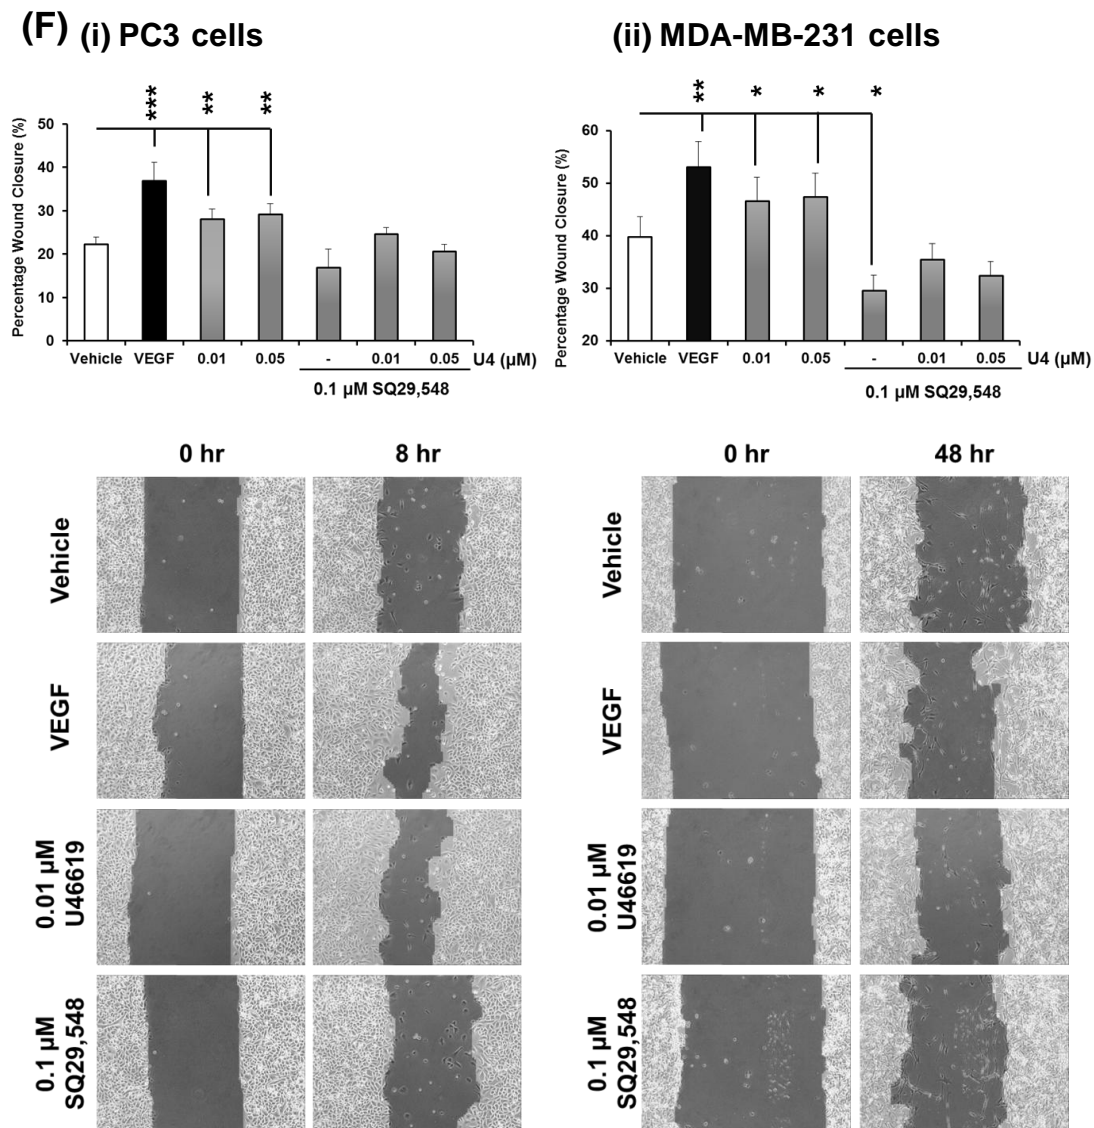 (F) (i) PC3 cells
(ii) MDA-MB-231 cells
***
**
**
Percentage Wound Closure (%)
50
40
30
20
10
0
Vehicle VEGF 0.01 0.05 - 0.01 0.05 U4 (µM)
0.1 µM SQ29,548
**
*
*
*
Percentage Wound Closure (%)
60
50
40
30
20
Vehicle VEGF 0.01 0.05 - 0.01 0.05 U4 (µM)
0.1 µM SQ29,548
0 hr 8 hr 0 hr 48 hr
Vehicle
Vehicle
VEGF
VEGF
0.01 µM
U46619
0.01 µM
U46619
0.1 µM
SQ29,548
0.1 µM
SQ29,548